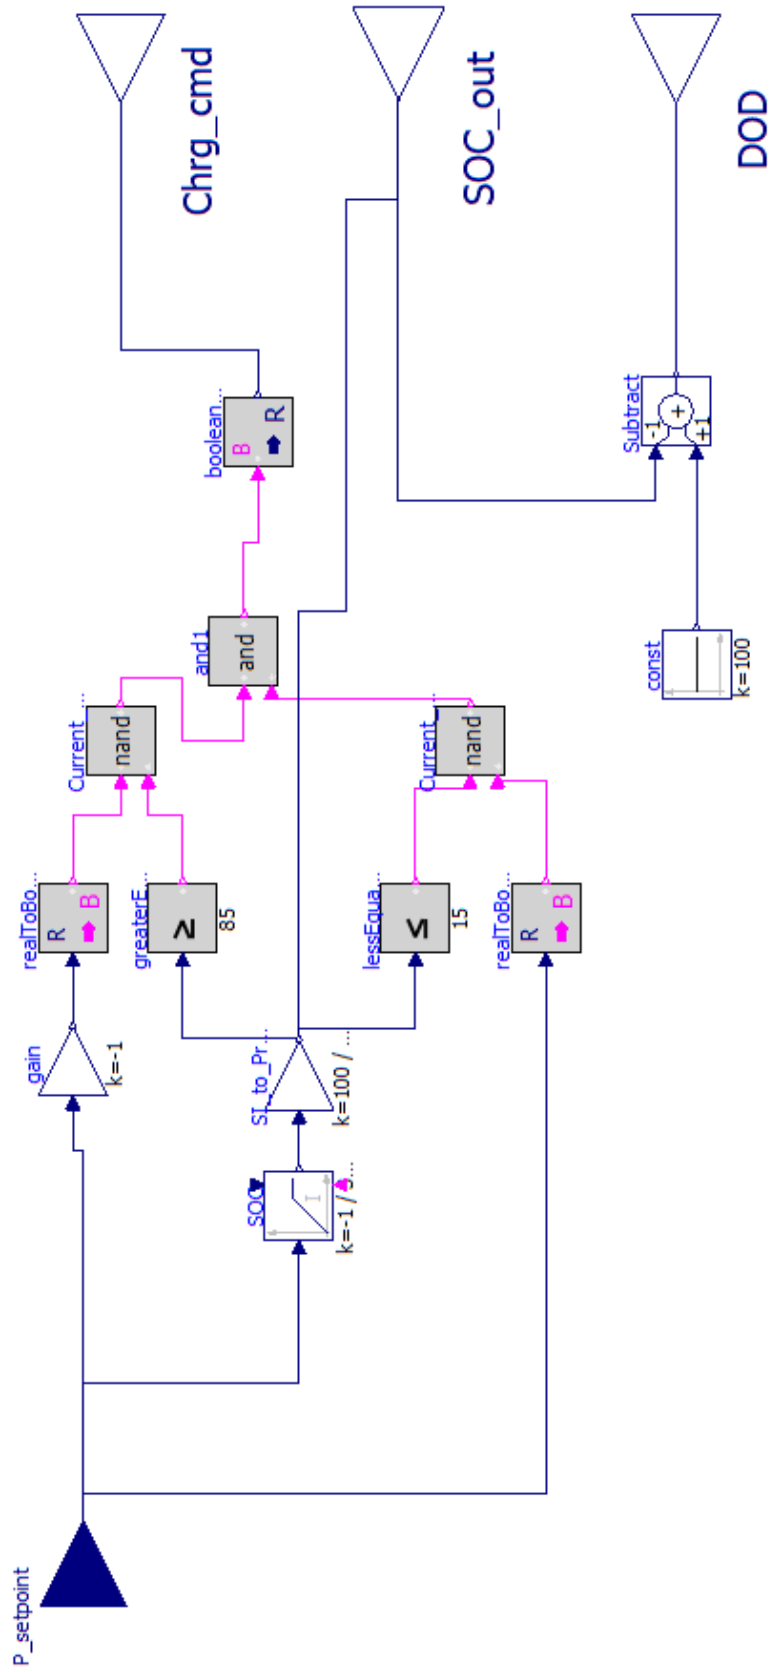 P_setpoint
gain
k=-1
realToBo...
R
B
greaterE...
≥
85
SOC
I
k=-1 / 3...
SI_to_Pr...
k=100 / ...
lessEqua...
≤
15
realToBo...
R
B
Current_...
nand
Current_...
nand
and1
and
boolean...
B
R
Chrg_cmd
SOC_out
const
k=100
Subtract
-1
+
+1
DOD